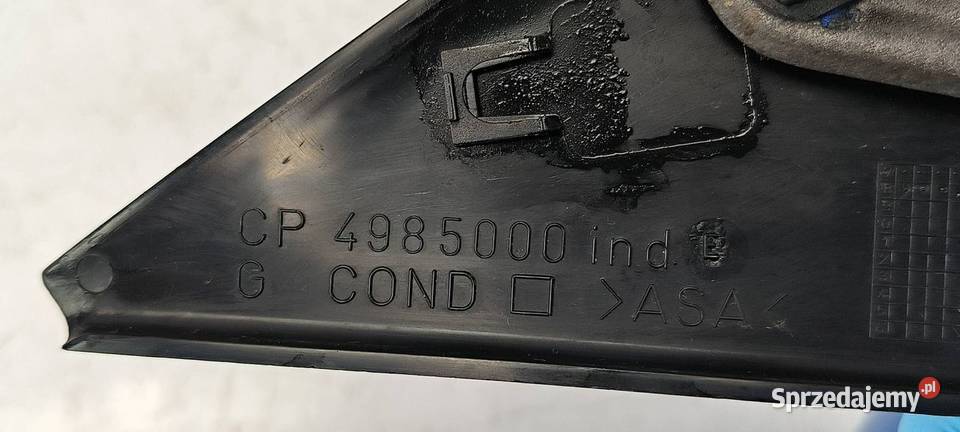 CP 4985000 ind. E
G COND □ >ASA<
Sprzedajemy.pl